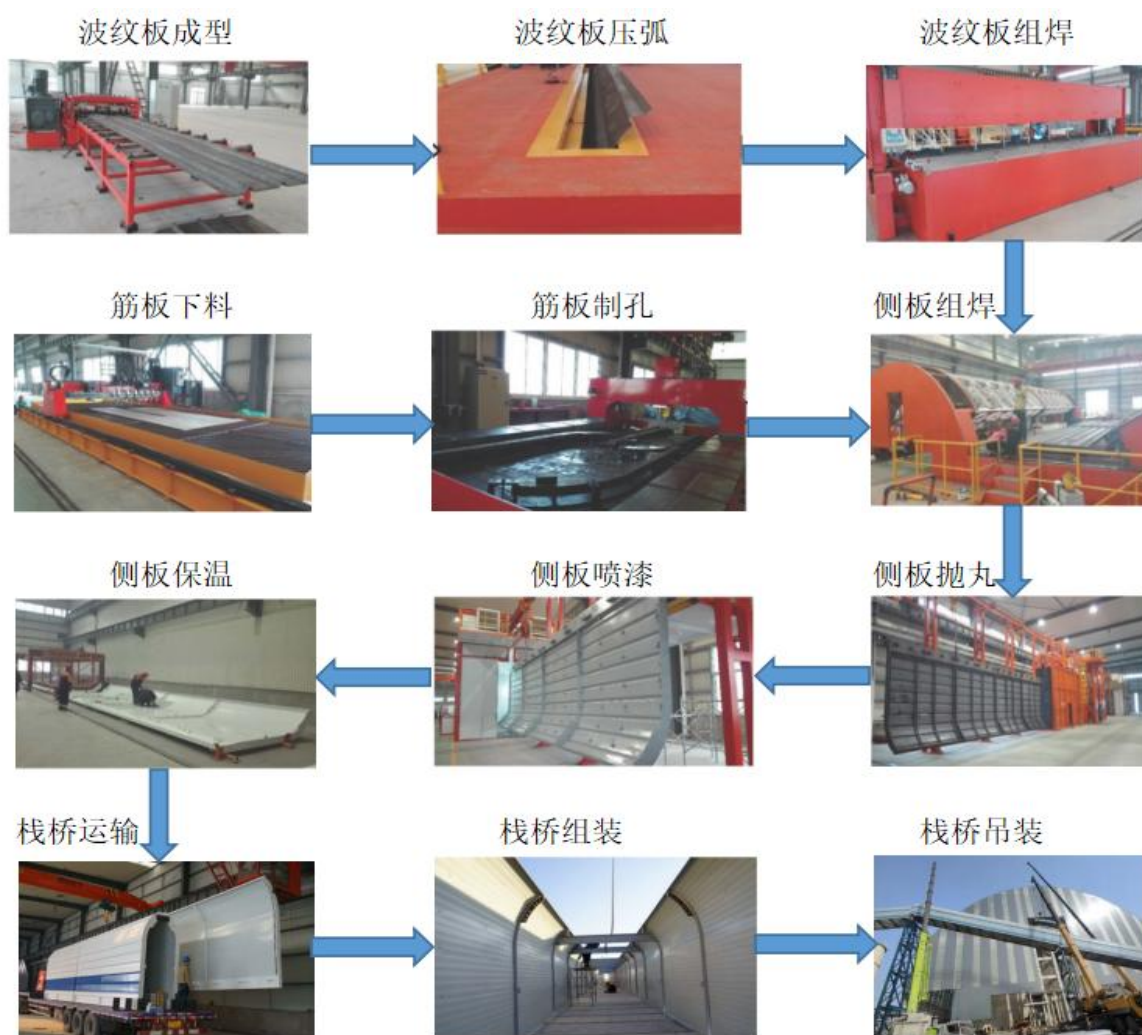 波纹板成型
波纹板压弧
波纹板组焊
筋板下料
筋板制孔
侧板组焊
侧板保温
侧板喷漆
侧板抛丸
栈桥运输
栈桥组装
栈桥吊装